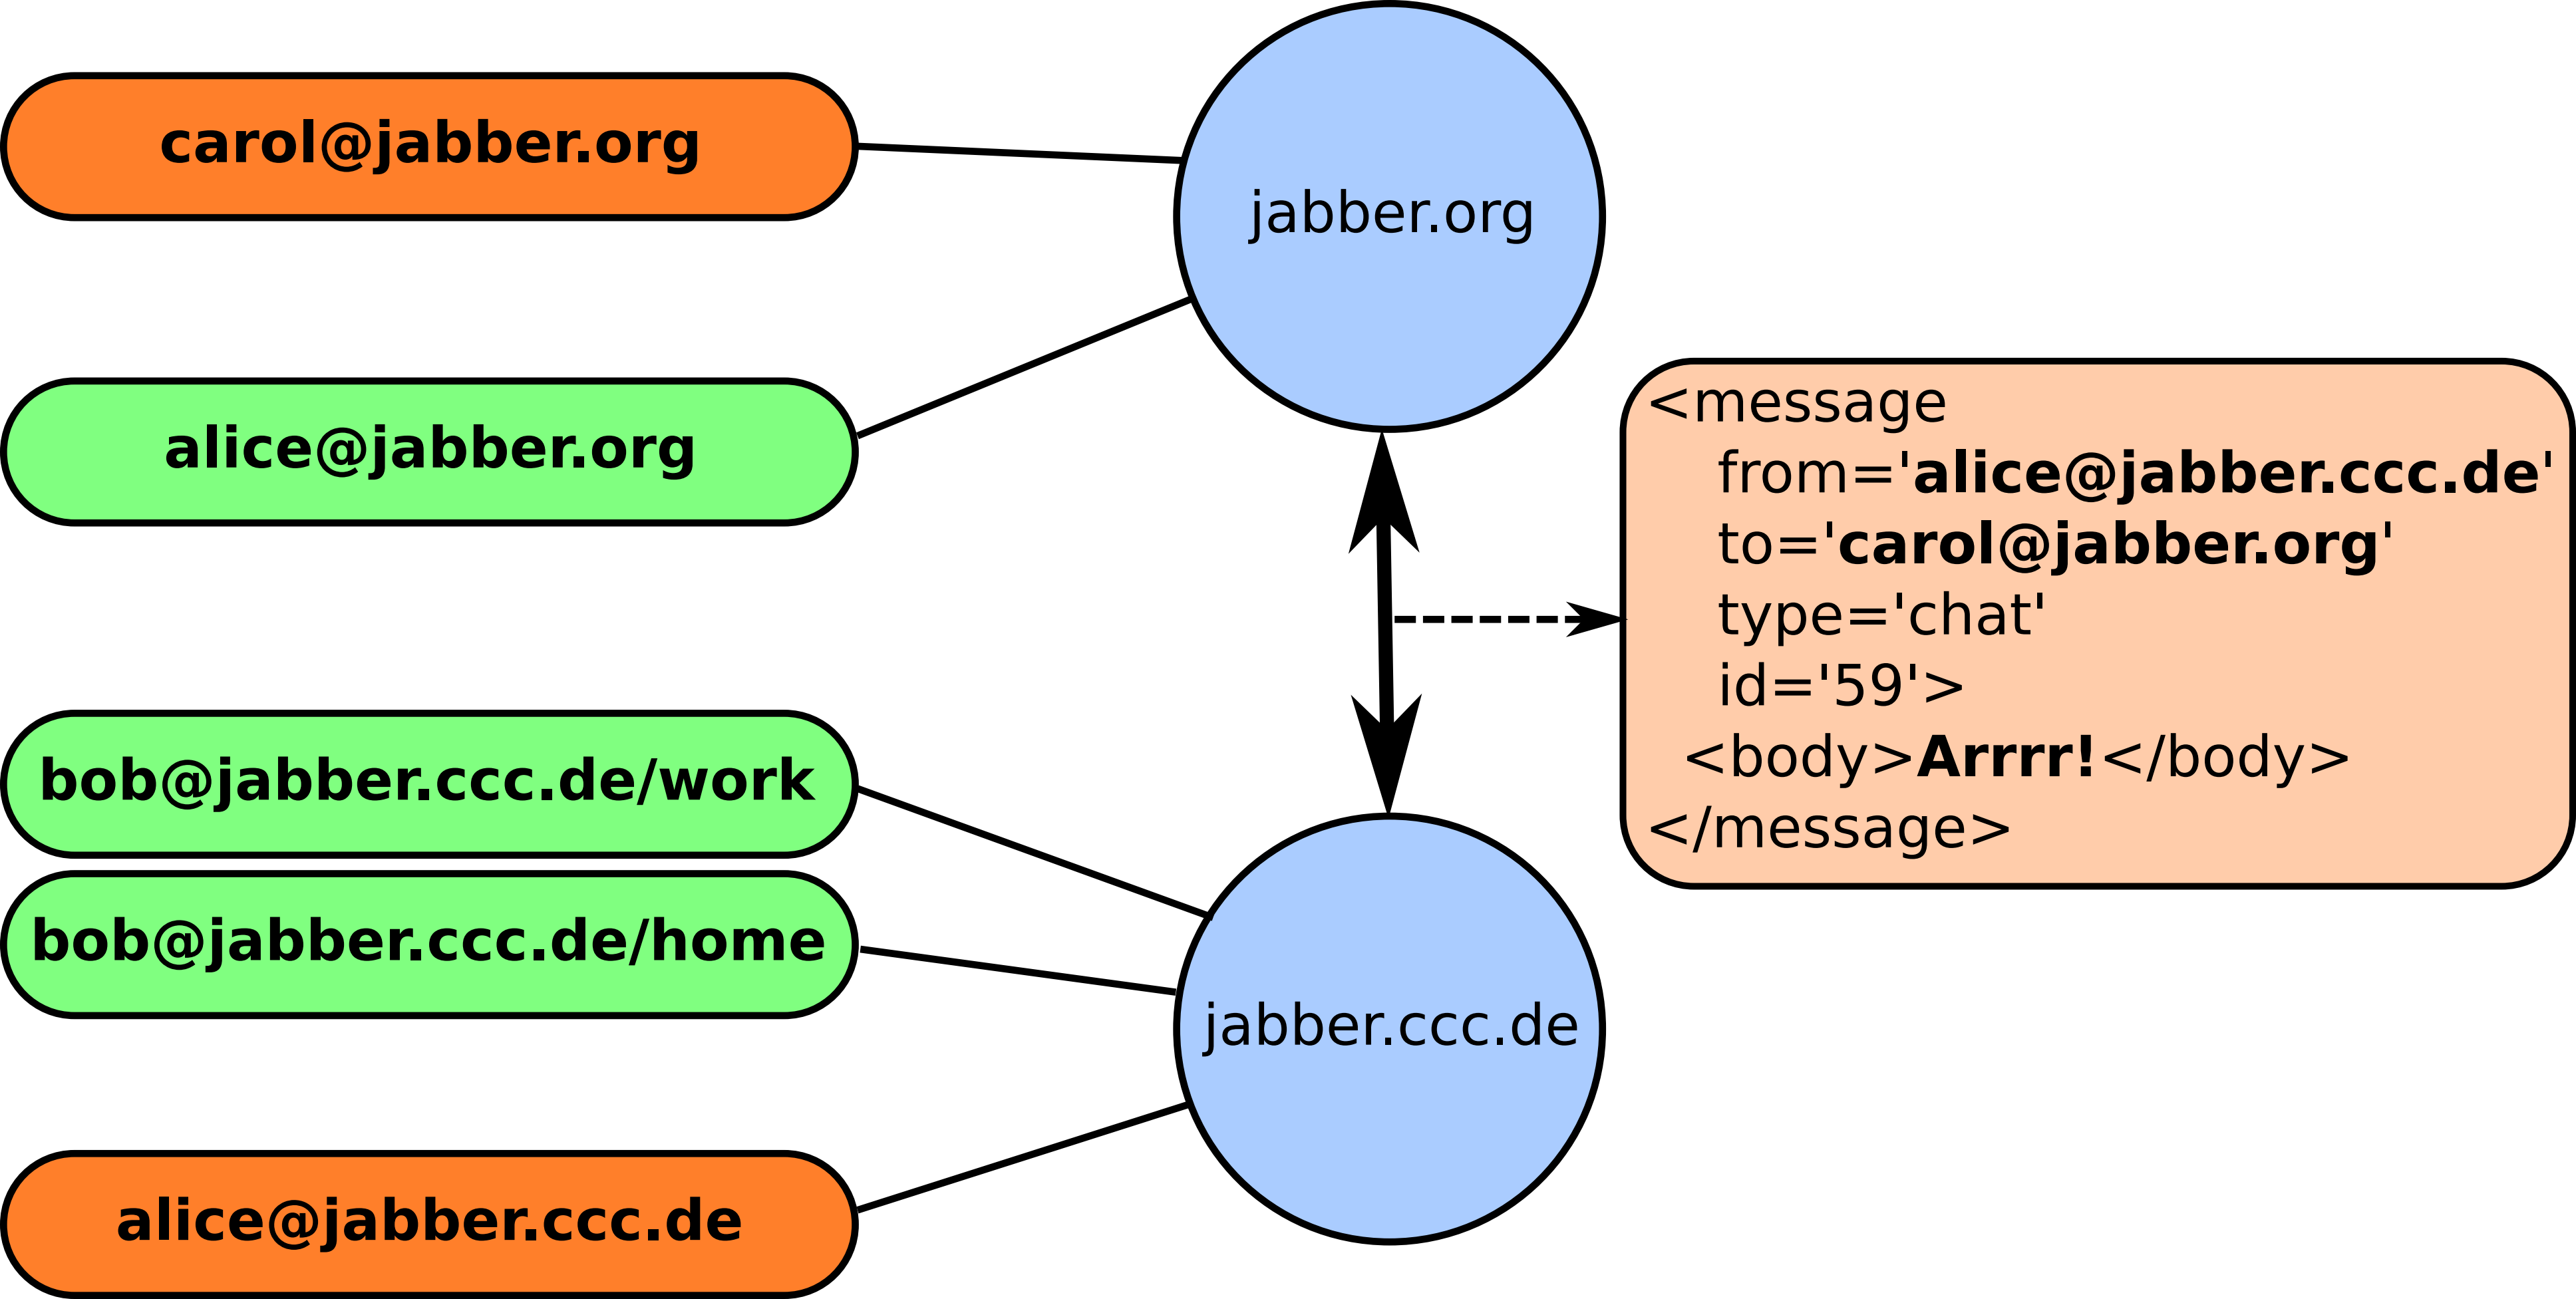 carol@jabber.org
jabber.org
alice@jabber.org
<message
from='alice@jabber.ccc.de'
to='carol@jabber.org'
type='chat'
id='59'>
<body>Arrrr!</body>
</message>
bob@jabber.ccc.de/work
bob@jabber.ccc.de/home
jabber.ccc.de
alice@jabber.ccc.de